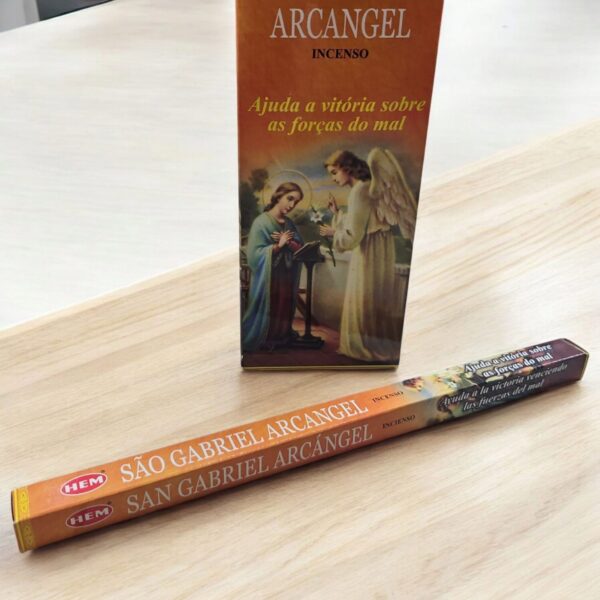 ARCANGEL
INCENSO
Ajuda a vitória sobre
as forças do mal
HEM
SÃO GABRIEL ARCANGEL
INCENSO
Ajuda a vitória sobre
as forças do mal
HEM
SAN GABRIEL ARCÁNGEL
INCIENSO
Ayuda a la victoria venciendo
las fuerzas del mal